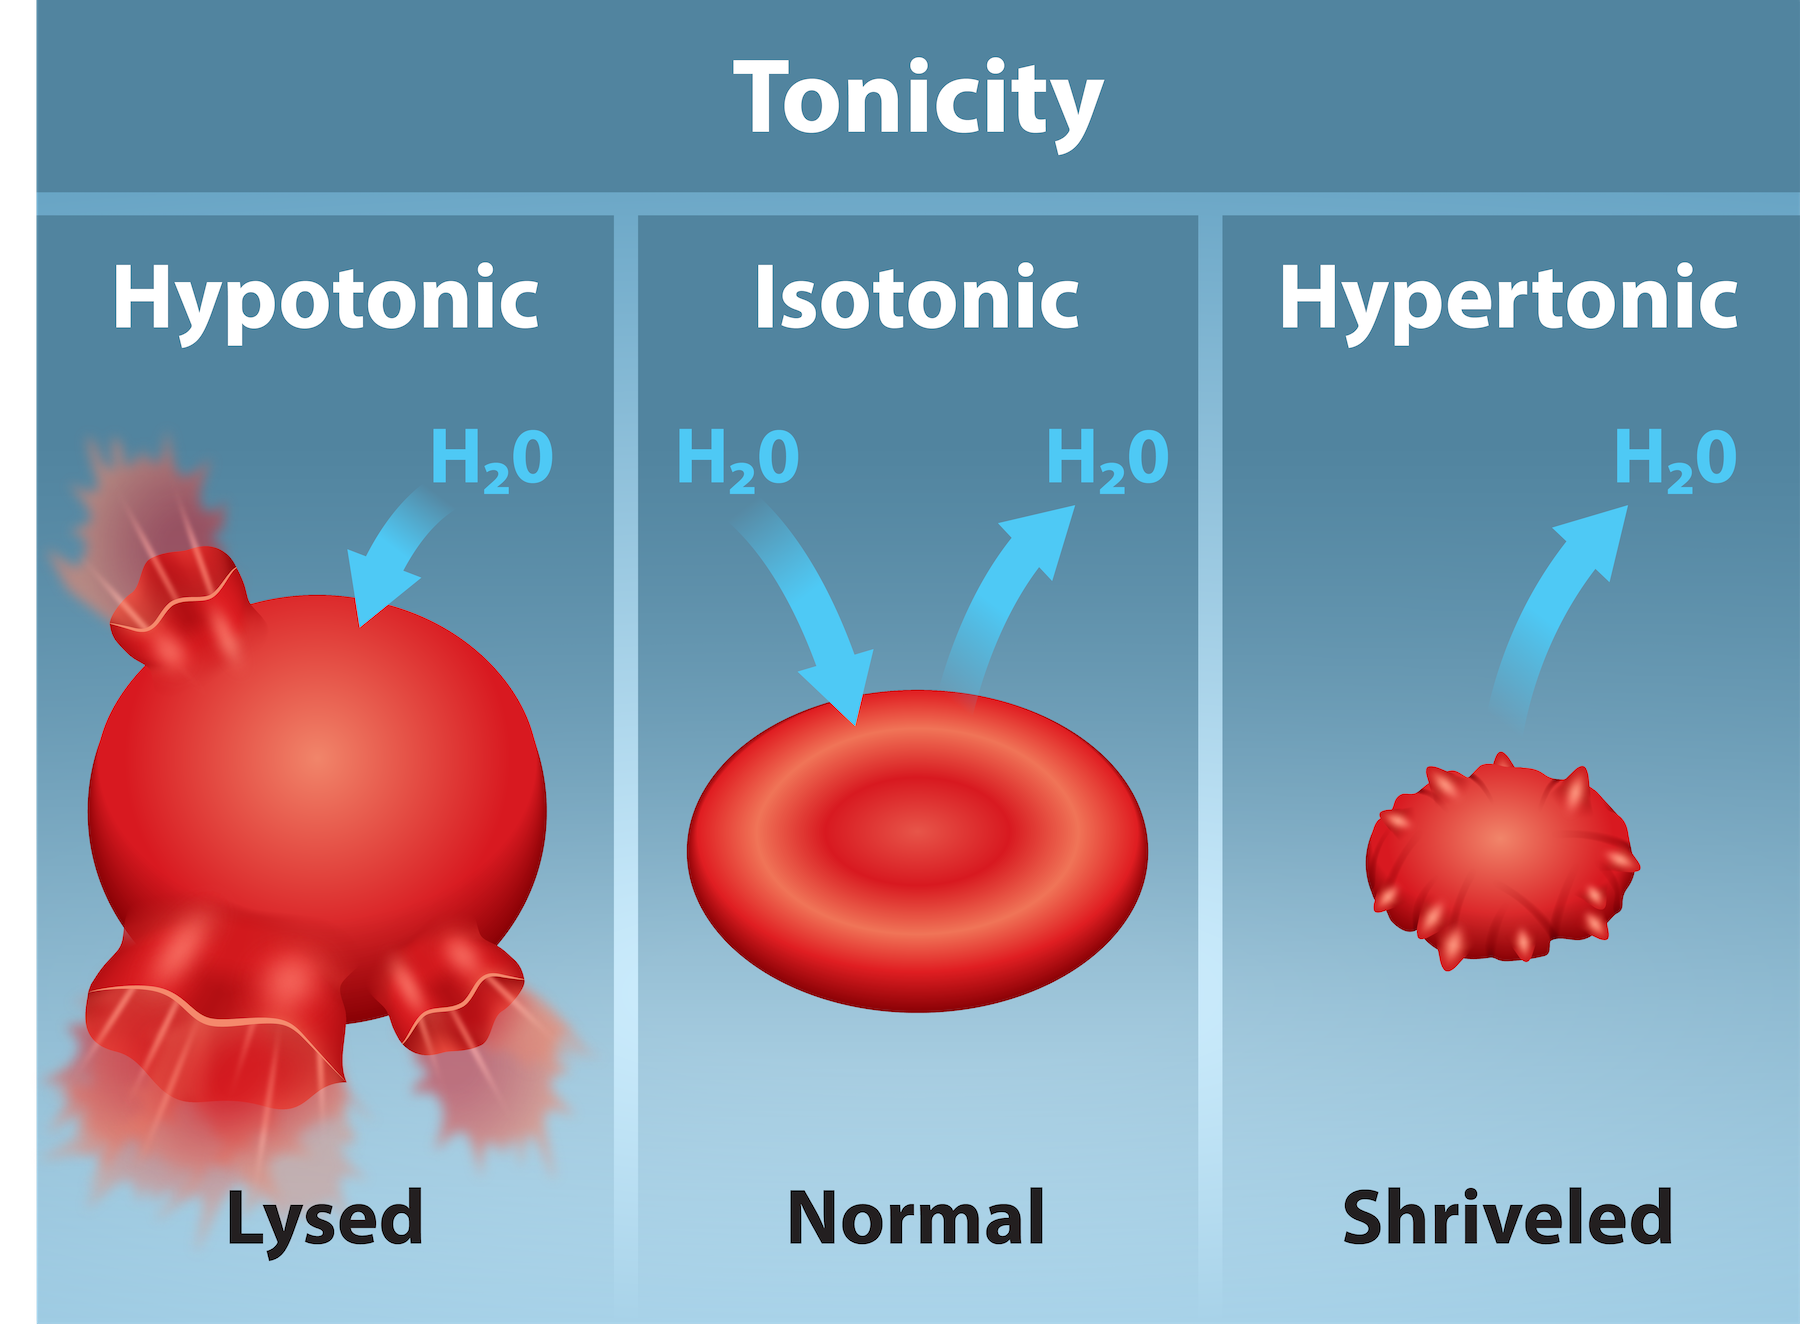 Tonicity
Hypotonic
Isotonic
Hypertonic
H₂0
H₂0
H₂0
H₂0
Lysed
Normal
Shriveled